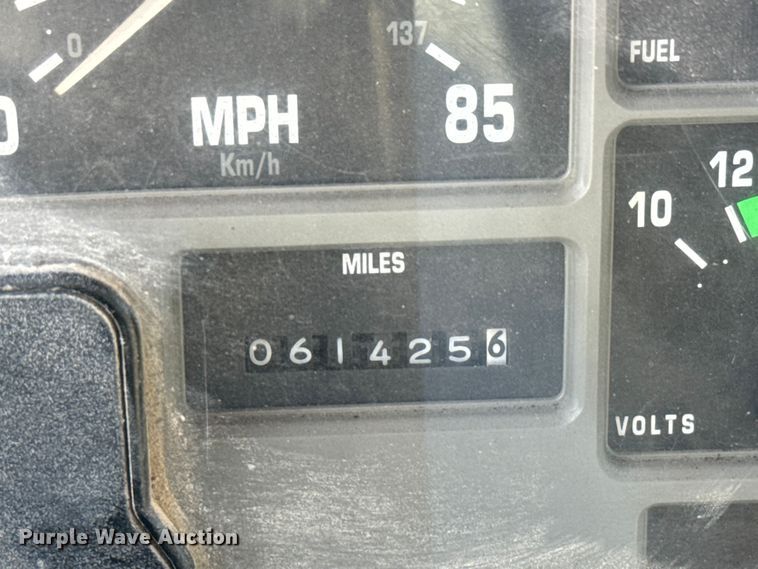 0
137
FUEL
MPH
85
Km/h
12
10
MILES
0614256
VOLTS
Purple Wave Auction